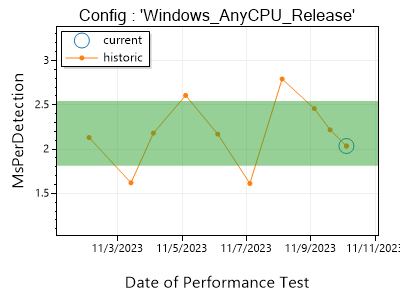 Config : 'Windows_AnyCPU_Release'
current
historic
MsPerDetection
3
2.5
2
1.5
11/3/2023
11/5/2023
11/7/2023
11/9/2023
11/11/2023
Date of Performance Test